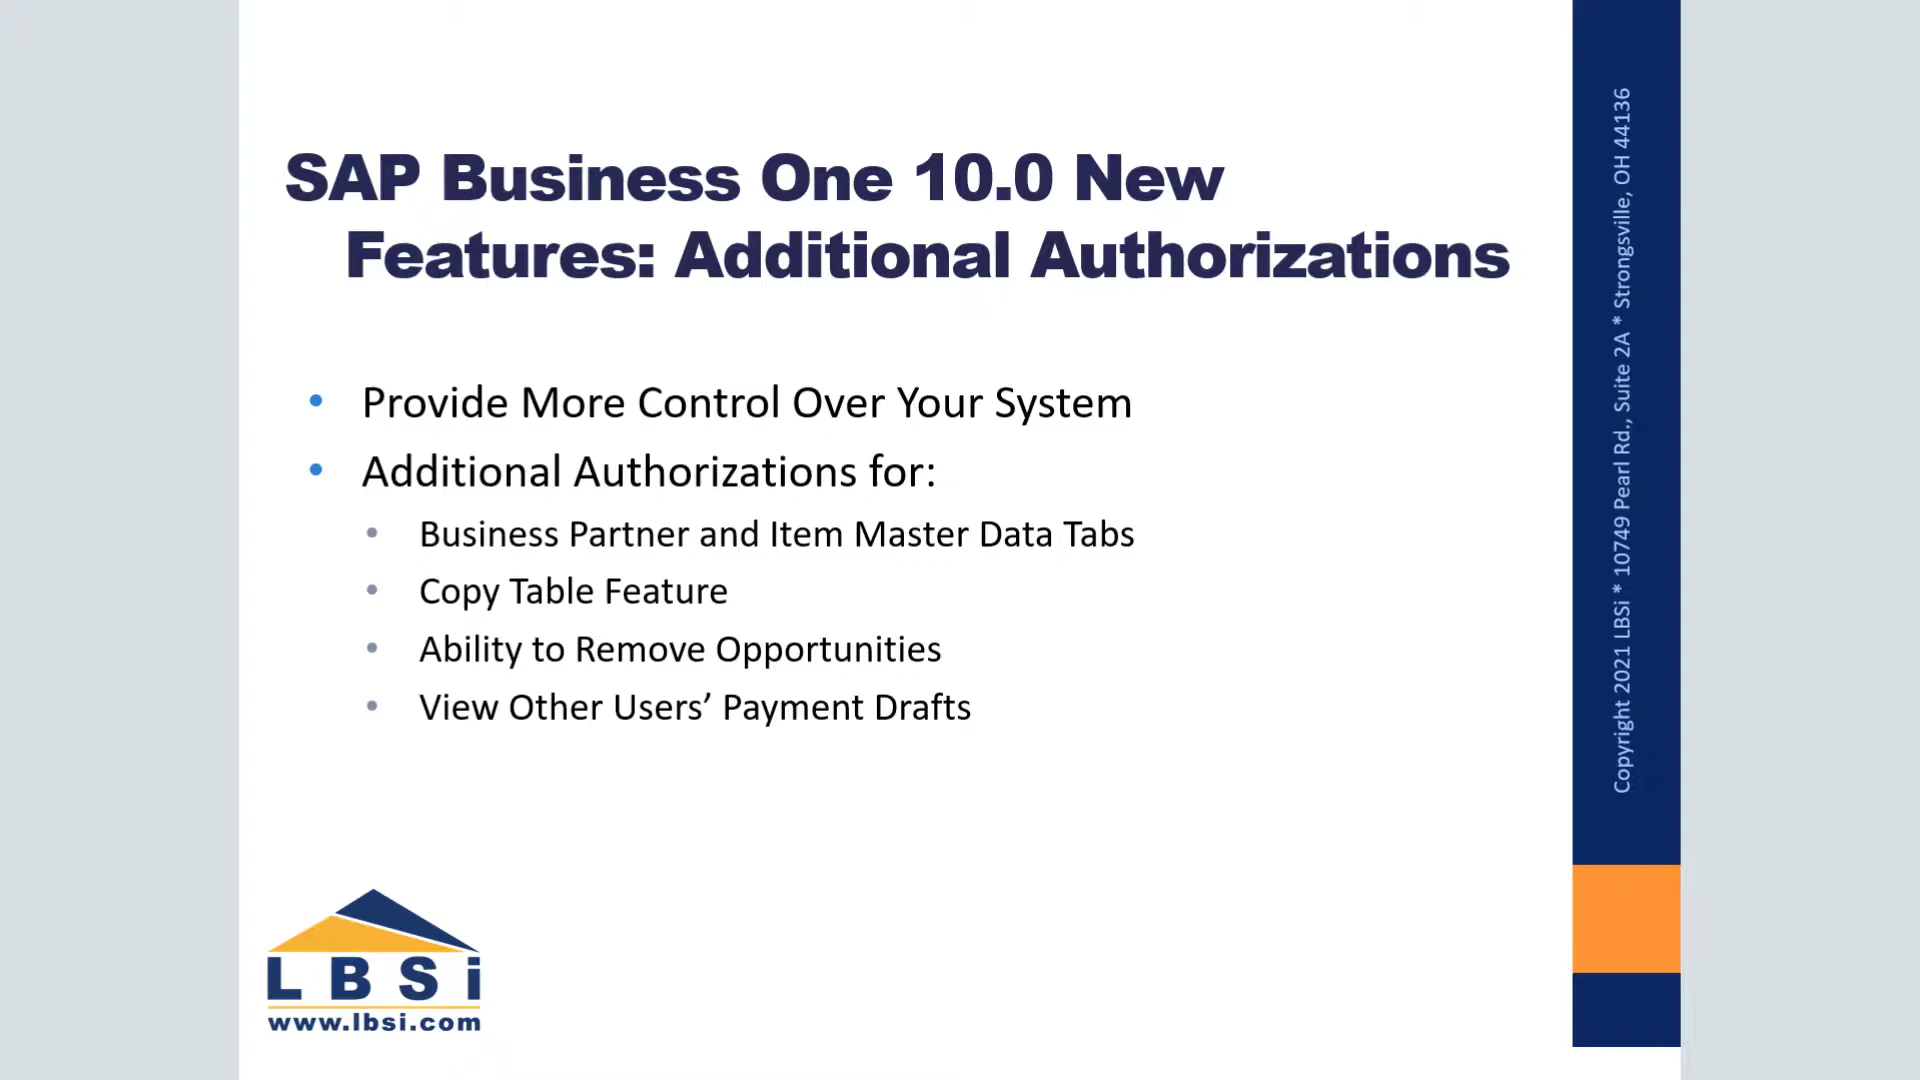 SAP Business One 10.0 New
Features: Additional Authorizations
• Provide More Control Over Your System
• Additional Authorizations for:
• Business Partner and Item Master Data Tabs
• Copy Table Feature
• Ability to Remove Opportunities
• View Other Users’ Payment Drafts
LBSi
www.lbsi.com
Copyright 2021 LBSi * 10749 Pearl Rd., Suite 2A * Strongsville, OH 44136